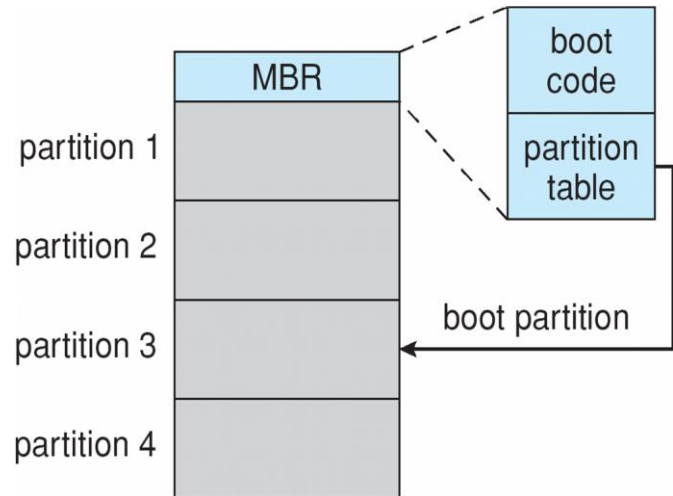 MBR
boot
code
partition
table
partition 1
partition 2
boot partition
partition 3
partition 4